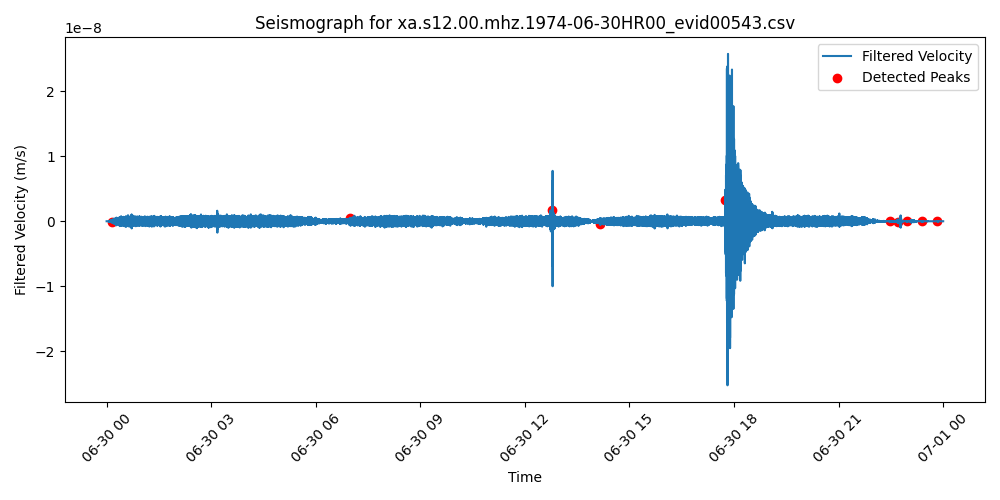 Seismograph for xa.s12.00.mhz.1974-06-30HR00_evid00543.csv
1e−8
Filtered Velocity
Detected Peaks
2
1
0
−1
−2
Filtered Velocity (m/s)
06-30 00
06-30 03
06-30 06
06-30 09
06-30 12
06-30 15
06-30 18
06-30 21
07-01 00
Time